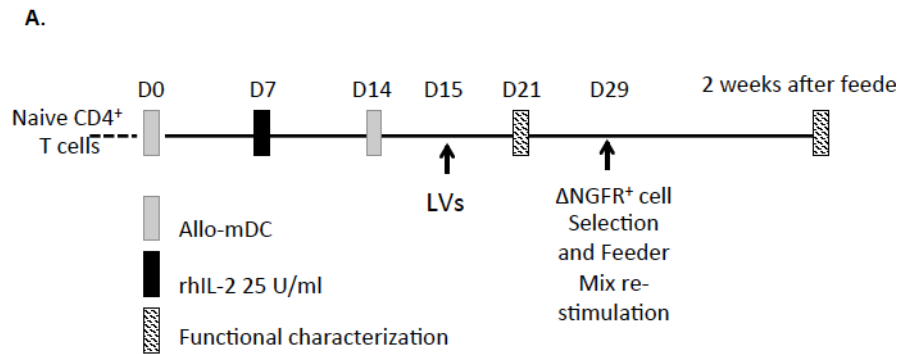 A.
D0 D7 D14 D15 D21 D29 2 weeks after feede
Naive CD4⁺
T cells
LVs
ΔNGFR⁺ cell
Selection
and Feeder
Mix re-
stimulation
Allo-mDC
rhIL-2 25 U/ml
Functional characterization